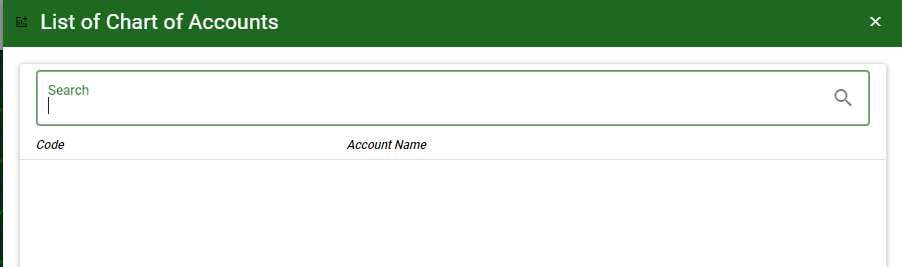 List of Chart of Accounts
Search
Code Account Name